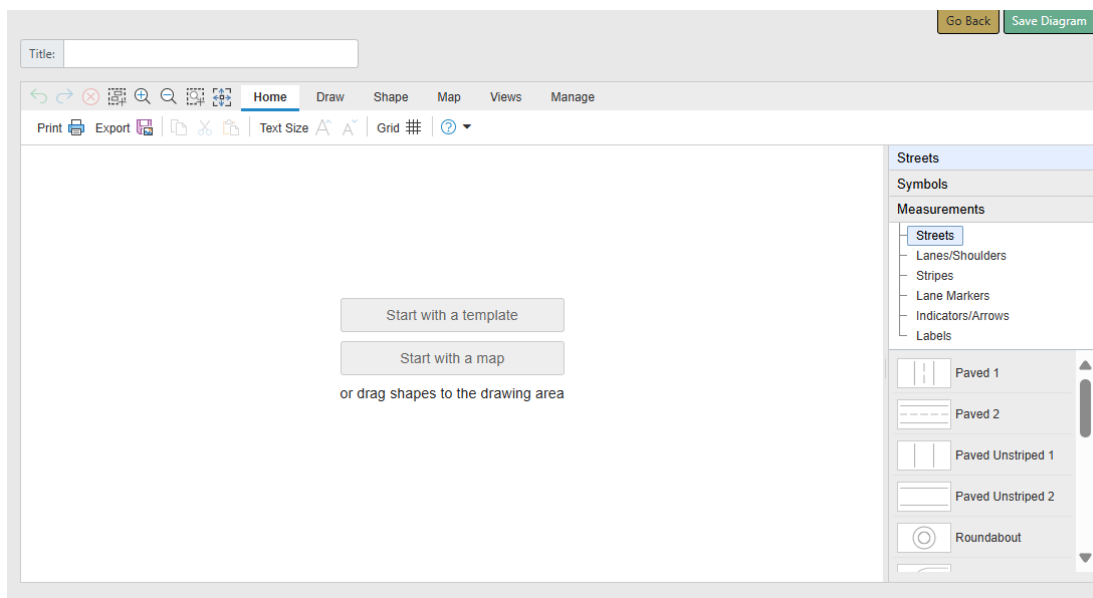 Go Back Save Diagram
Title:
Home Draw Shape Map Views Manage
Print Export Text Size A A Grid ?
Streets
Symbols
Measurements
Streets
Lanes/Shoulders
Stripes
Lane Markers
Indicators/Arrows
Labels
Start with a template
Start with a map
or drag shapes to the drawing area
Paved 1
Paved 2
Paved Unstriped 1
Paved Unstriped 2
Roundabout